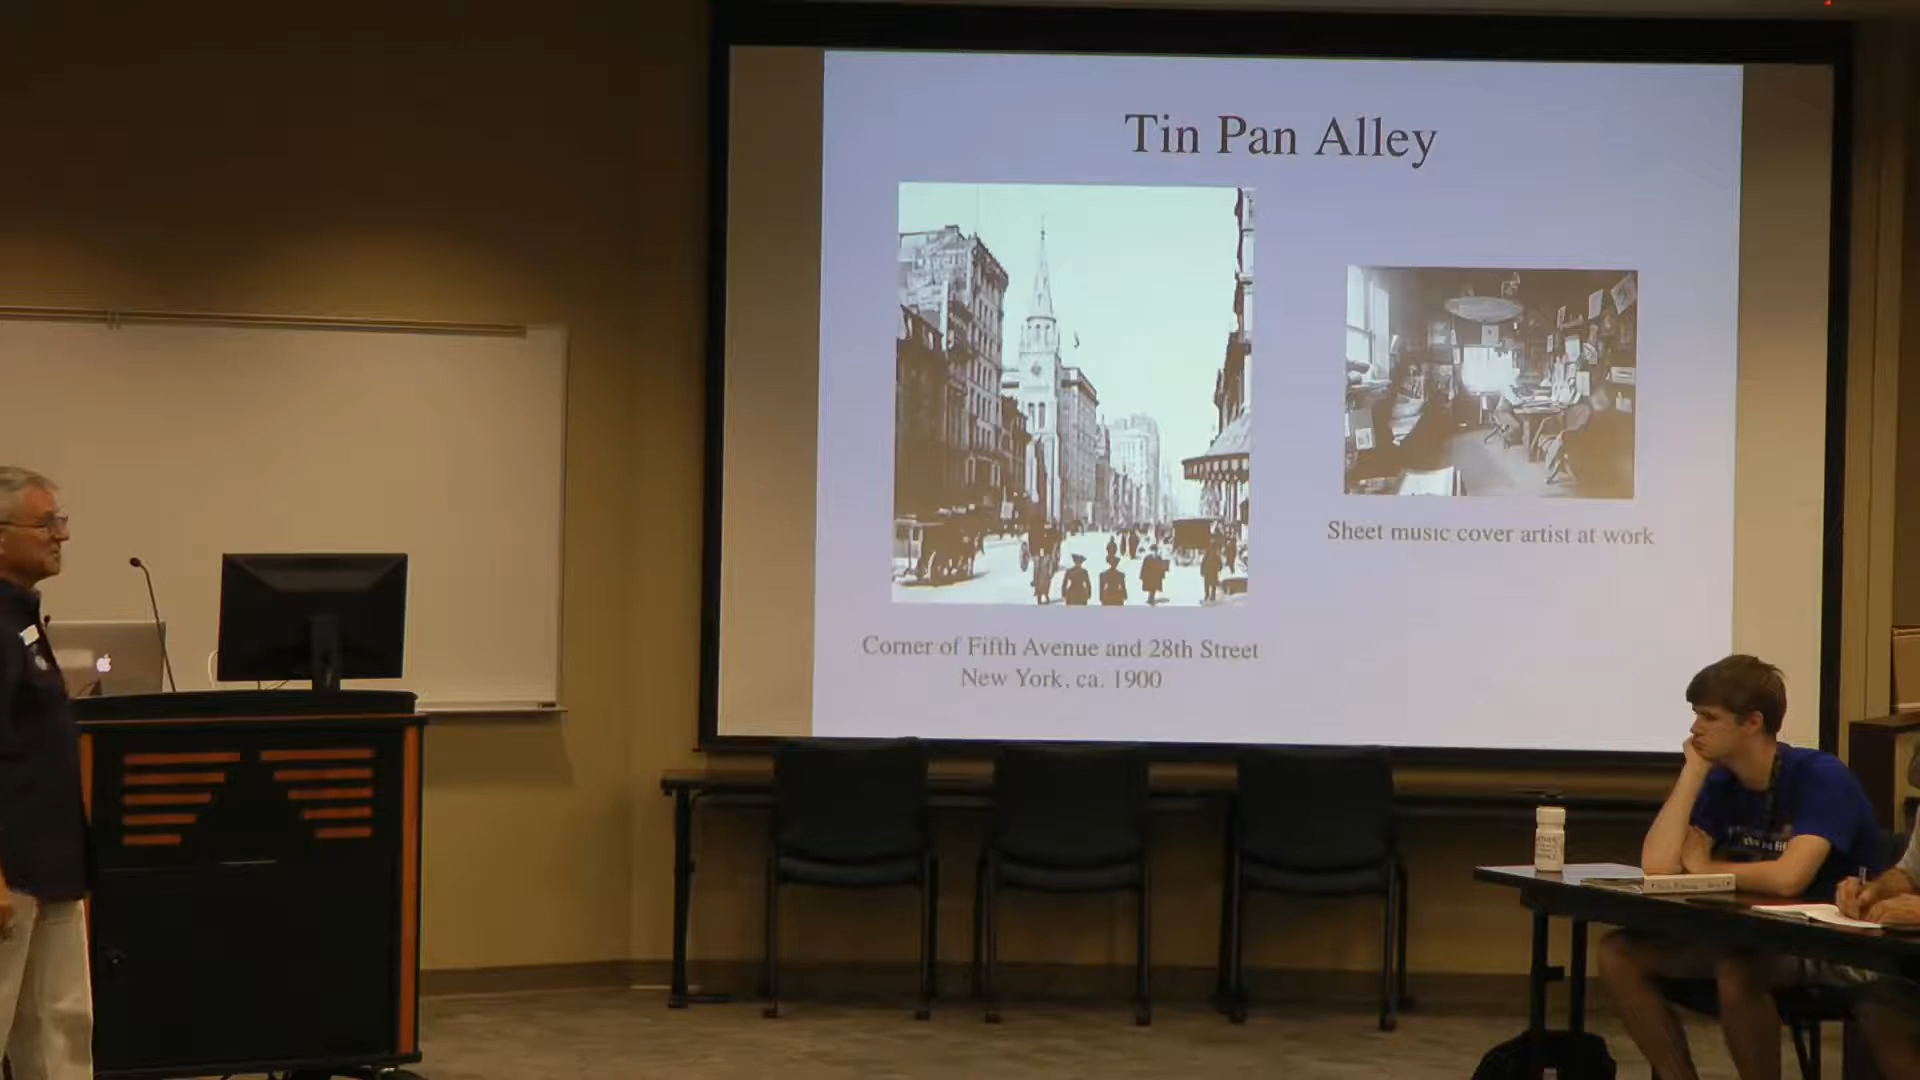 Tin Pan Alley
Sheet music cover artist at work
Corner of Fifth Avenue and 28th Street
New York, ca. 1900